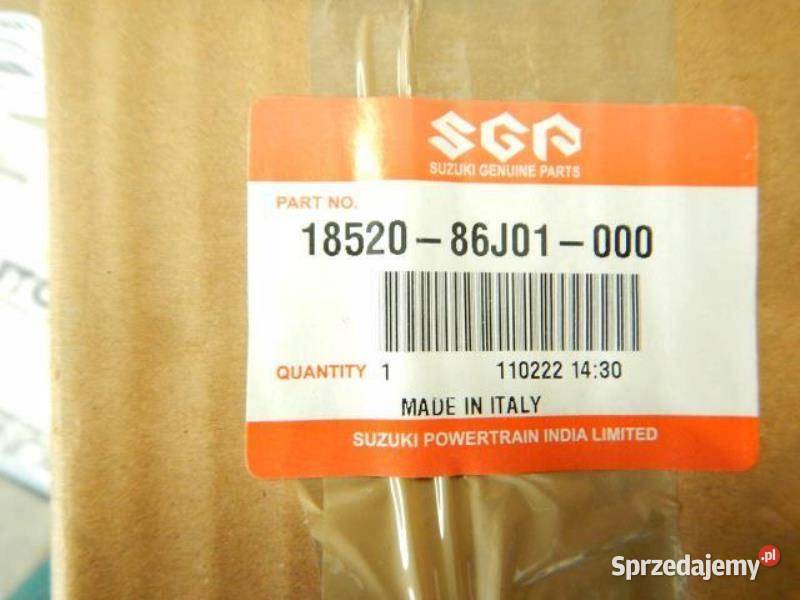 SGP
SUZUKI GENUINE PARTS
PART NO.
18520-86J01-000
QUANTITY 1 110222 14:30
MADE IN ITALY
SUZUKI POWERTRAIN INDIA LIMITED
Sprzedajemy.pl